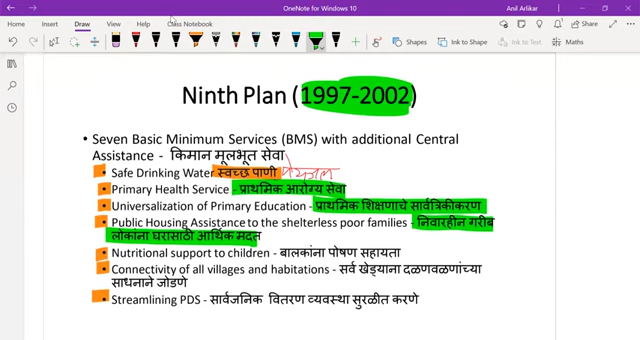 OneNote for Windows 10
Anil Arlikar
Home Insert Draw View Help Class Notebook
Shapes Ink to Shape Ink to Text Maths
Ninth Plan (1997-2002)
• Seven Basic Minimum Services (BMS) with additional Central
Assistance - किमान मूलभूत सेवा
• Safe Drinking Water स्वच्छ पाणी पेयजल
• Primary Health Service - प्राथमिक आरोग्य सेवा
• Universalization of Primary Education - प्राथमिक शिक्षणाचे सार्वत्रिकीकरण
• Public Housing Assistance to the shelterless poor families - निवारहीन गरीब
लोकांना घरासाठी आर्थिक मदत
• Nutritional support to children - बालकांना पोषण सहायता
• Connectivity of all villages and habitations - सर्व खेड्याना दळणवळणांच्या
साधनाने जोडणे
• Streamlining PDS - सार्वजनिक वितरण व्यवस्था सुरळीत करणे